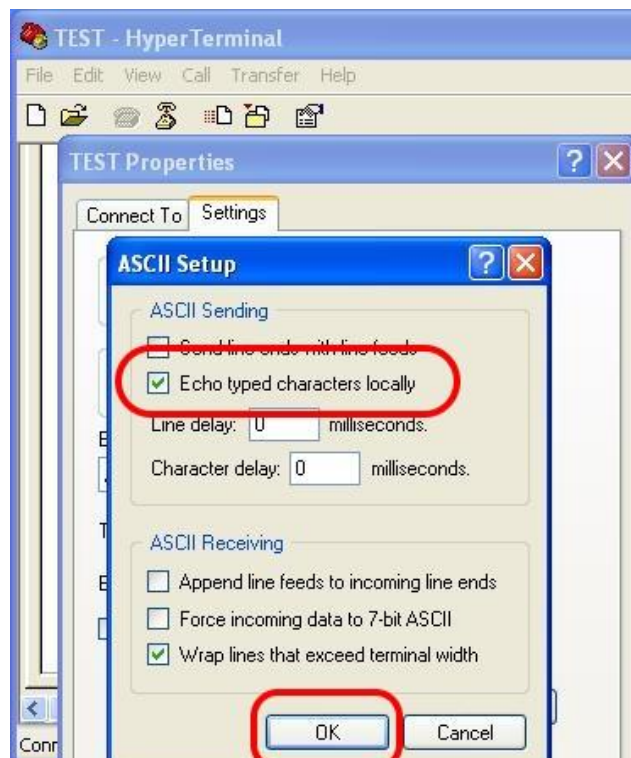 TEST - HyperTerminal
File Edit View Call Transfer Help
TEST Properties
Connect To Settings
ASCII Setup
ASCII Sending
Send line ends with line feeds
Echo typed characters locally
Line delay: 0 milliseconds.
Character delay: 0 milliseconds.
ASCII Receiving
Append line feeds to incoming line ends
Force incoming data to 7-bit ASCII
Wrap lines that exceed terminal width
OK Cancel